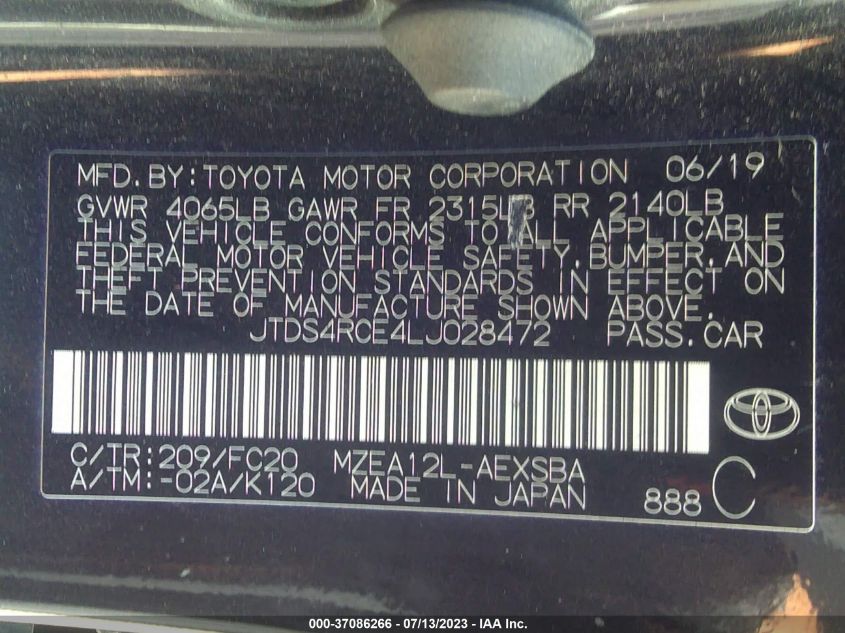 MFD.BY:TOYOTA MOTOR CORPORATION 06/19
GVWR 4065LB GAWR FR 2315LB RR 2140LB
THIS VEHICLE CONFORMS TO ALL APPLICABLE
FEDERAL MOTOR VEHICLE SAFETY,BUMPER,AND
THEFT PREVENTION STANDARDS IN EFFECT ON
THE DATE OF MANUFACTURE SHOWN ABOVE.
JTDS4RCE4LJ028472 PASS.CAR
C/TR:209/FC20 MZEA12L-AEXSBA
A/TM:-02A/K120 MADE IN JAPAN 888 C
000-37086266 - 07/13/2023 - IAA Inc.